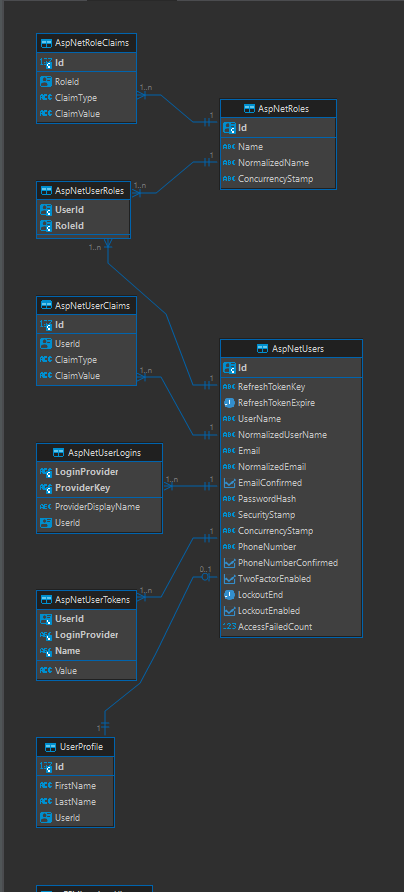 AspNetRoleClaims
Id
RoleId
ClaimType
ClaimValue
1..n
1
AspNetRoles
Id
Name
NormalizedName
ConcurrencyStamp
1
AspNetUserRoles
UserId
RoleId
1..n
1..n
AspNetUserClaims
Id
UserId
ClaimType
ClaimValue
1..n
1
1
AspNetUsers
Id
RefreshTokenKey
RefreshTokenExpire
UserName
NormalizedUserName
Email
NormalizedEmail
EmailConfirmed
PasswordHash
SecurityStamp
ConcurrencyStamp
PhoneNumber
PhoneNumberConfirmed
TwoFactorEnabled
LockoutEnd
LockoutEnabled
123 AccessFailedCount
AspNetUserLogins
LoginProvider
ProviderKey
ProviderDisplayName
UserId
1..n
1
AspNetUserTokens
UserId
LoginProvider
Name
Value
1..n
1
0..1
1
UserProfile
Id
FirstName
LastName
UserId